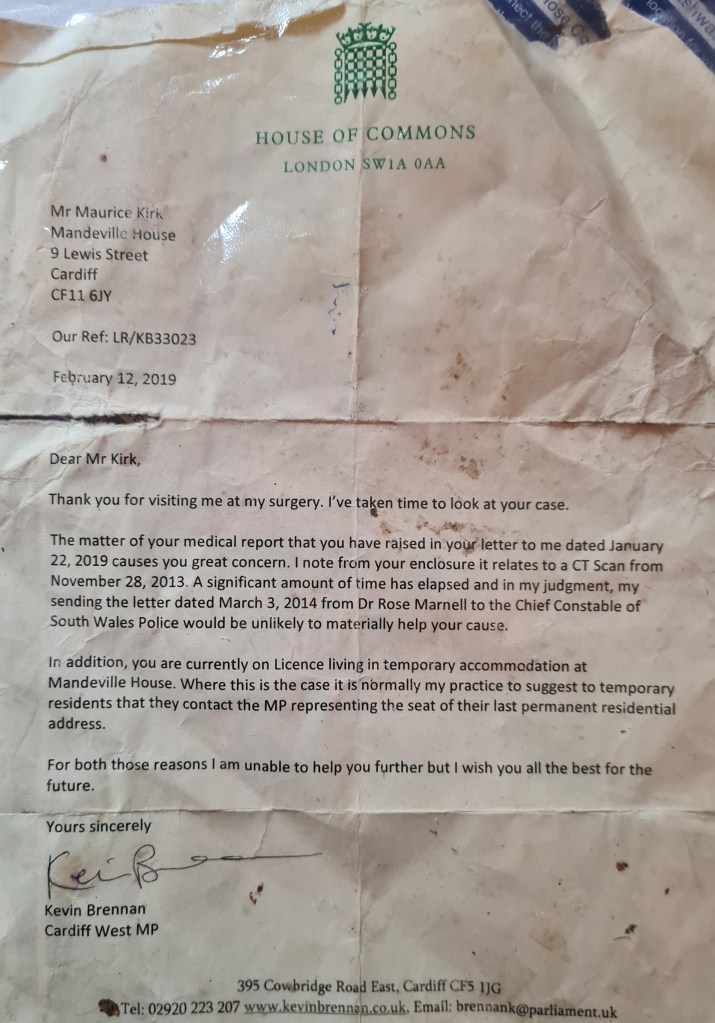 HOUSE OF COMMONS
LONDON SW1A 0AA
Mr Maurice Kirk
Mandeville House
9 Lewis Street
Cardiff
CF11 6JY
Our Ref: LR/KB33023
February 12, 2019
Dear Mr Kirk,
Thank you for visiting me at my surgery. I've taken time to look at your case.
The matter of your medical report that you have raised in your letter to me dated January
22, 2019 causes you great concern. I note from your enclosure it relates to a CT Scan from
November 28, 2013. A significant amount of time has elapsed and in my judgment, my
sending the letter dated March 3, 2014 from Dr Rose Marnell to the Chief Constable of
South Wales Police would be unlikely to materially help your cause.
In addition, you are currently on Licence living in temporary accommodation at
Mandeville House. Where this is the case it is normally my practice to suggest to temporary
residents that they contact the MP representing the seat of their last permanent residential
address.
For both those reasons I am unable to help you further but I wish you all the best for the
future.
Yours sincerely
Kevin Brennan
Cardiff West MP
395 Cowbridge Road East, Cardiff CF5 1JG
Tel: 02920 223 207 www.kevinbrennan.co.uk, Email: brennank@parliament.uk